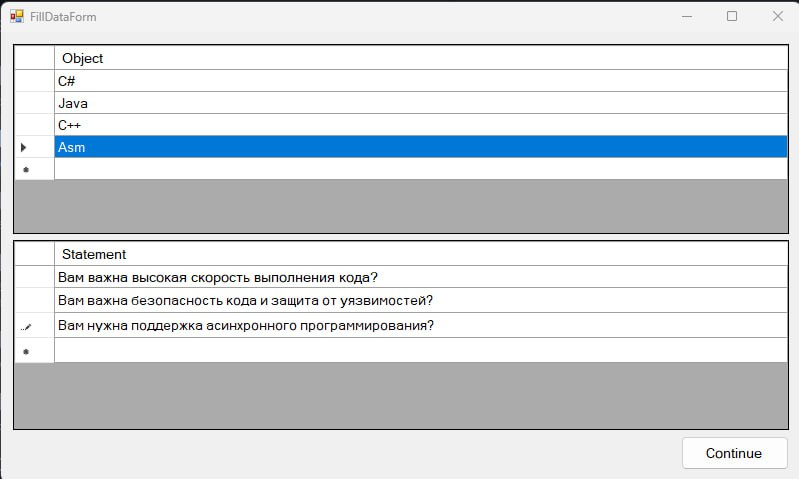 FillDataForm
Object
C#
Java
C++
Asm
Statement
Вам важна высокая скорость выполнения кода?
Вам важна безопасность кода и защита от уязвимостей?
Вам нужна поддержка асинхронного программирования?
Continue